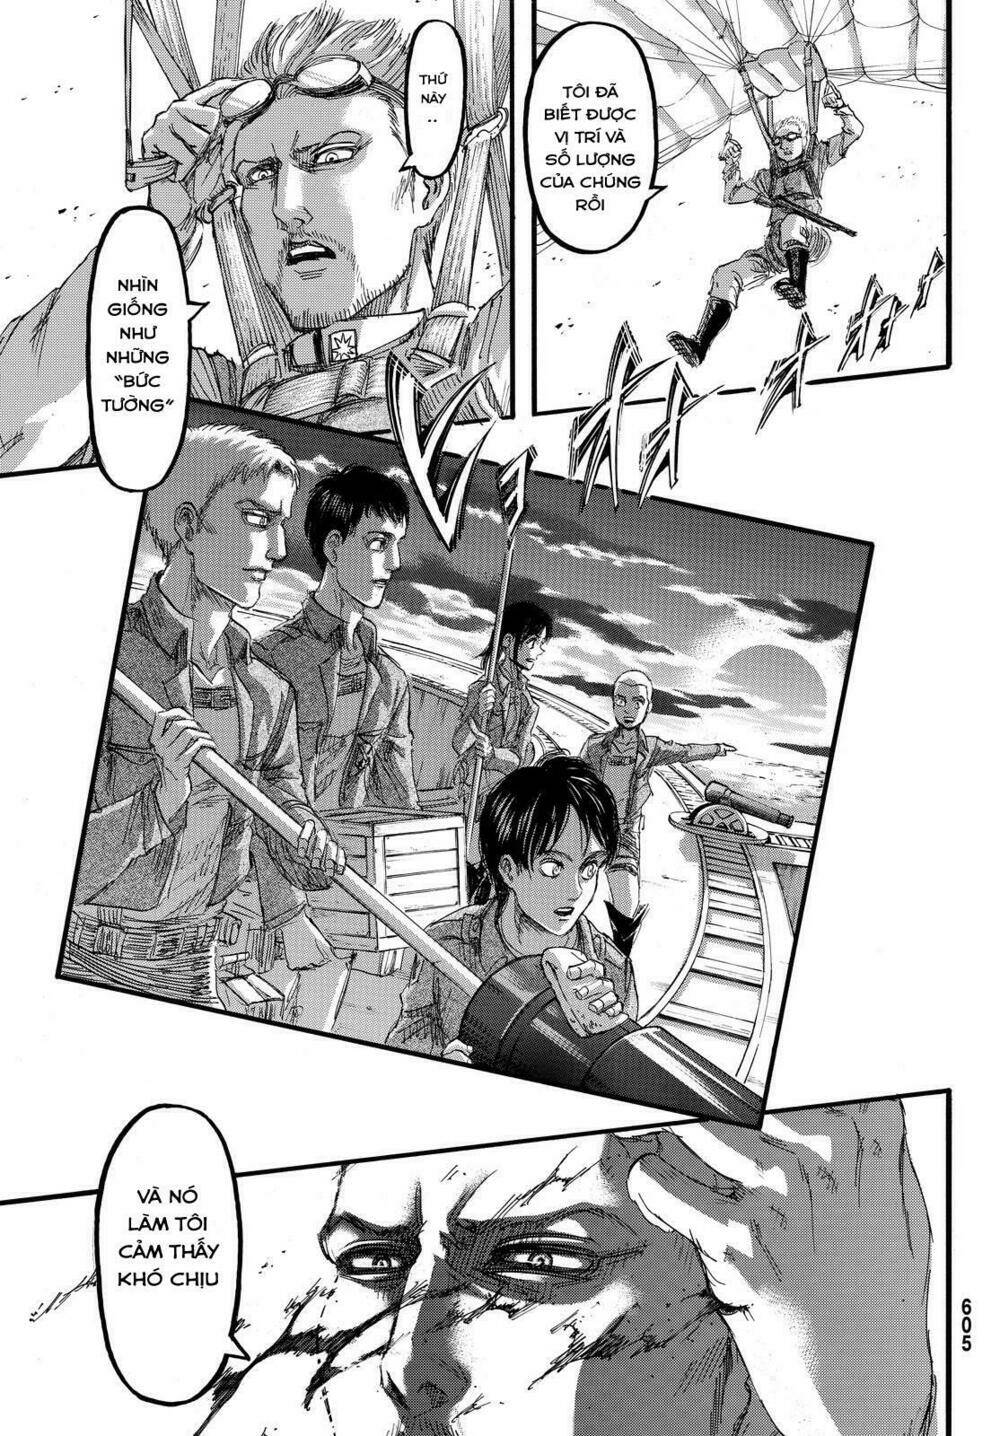 TÔI ĐÃ
BIẾT ĐƯỢC
VỊ TRÍ VÀ
SỐ LƯỢNG
CỦA CHÚNG
RỒI
THỨ
NÀY
..
NHÌN
GIỐNG
NHƯ
NHỮNG
"BỨC
TƯỜNG"
VÀ NÓ
LÀM TÔI
CẢM THẤY
KHÓ CHỊU
605